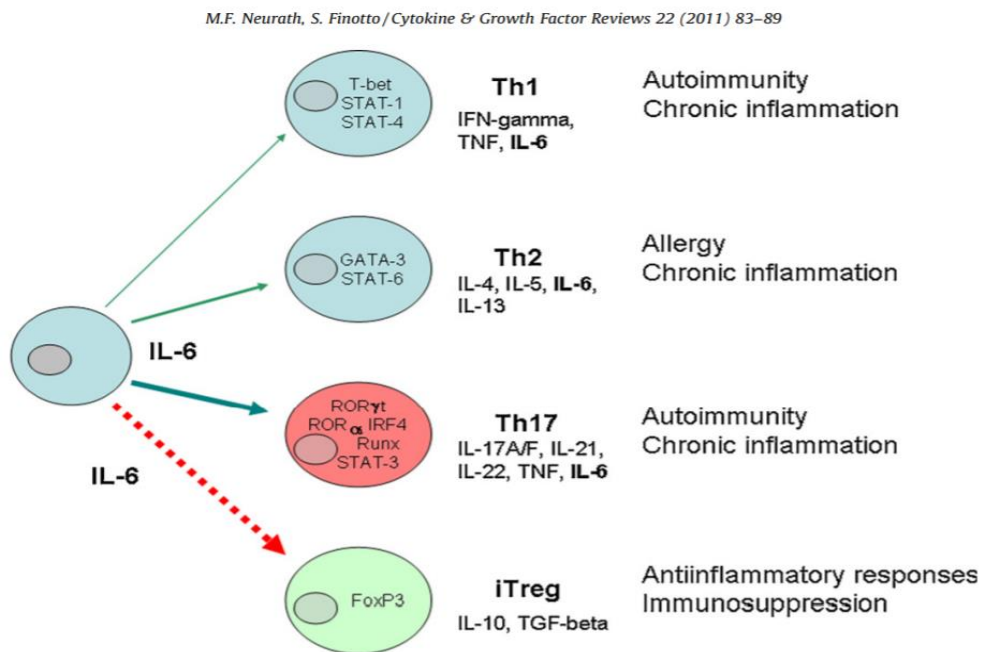 M.F. Neurath, S. Finotto / Cytokine & Growth Factor Reviews 22 (2011) 83–89
T-bet
STAT-1
STAT-4
Th1
IFN-gamma,
TNF, IL-6
Autoimmunity
Chronic inflammation
GATA-3
STAT-6
Th2
IL-4, IL-5, IL-6,
IL-13
Allergy
Chronic inflammation
IL-6
RORγt
RORα IRF4
Runx
STAT-3
Th17
IL-17A/F, IL-21,
IL-22, TNF, IL-6
Autoimmunity
Chronic inflammation
IL-6
FoxP3
iTreg
IL-10, TGF-beta
Antiinflammatory responses
Immunosuppression